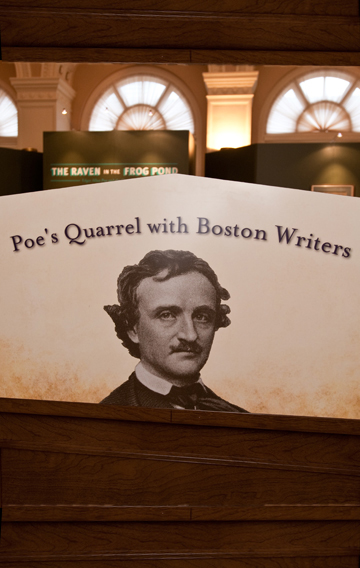 THE RAVEN IN THE FROG POND
Poe's Quarrel with Boston Writers